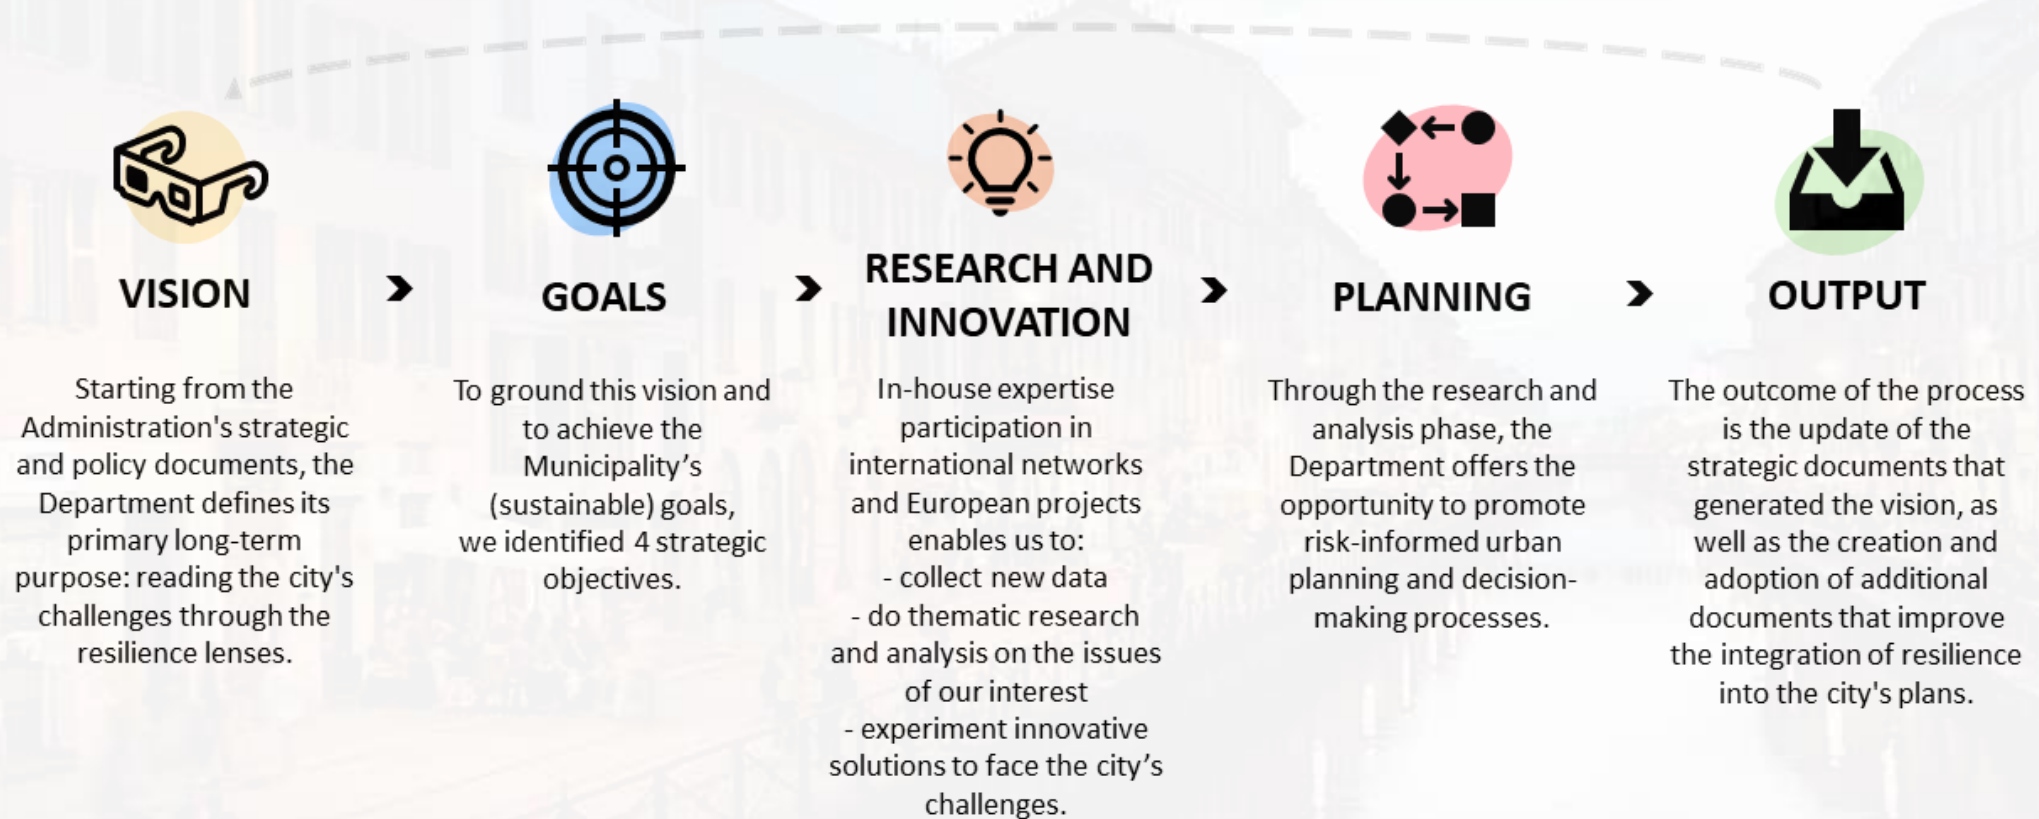 VISION
Starting from the
Administration's strategic
and policy documents, the
Department defines its
primary long-term
purpose: reading the city's
challenges through the
resilience lenses.
GOALS
To ground this vision and
to achieve the
Municipality’s
(sustainable) goals,
we identified 4 strategic
objectives.
RESEARCH AND
INNOVATION
In-house expertise
participation in
international networks
and European projects
enables us to:
- collect new data
- do thematic research
and analysis on the issues
of our interest
- experiment innovative
solutions to face the city’s
challenges.
PLANNING
Through the research and
analysis phase, the
Department offers the
opportunity to promote
risk-informed urban
planning and decision-
making processes.
OUTPUT
The outcome of the process
is the update of the
strategic documents that
generated the vision, as
well as the creation and
adoption of additional
documents that improve
the integration of resilience
into the city's plans.